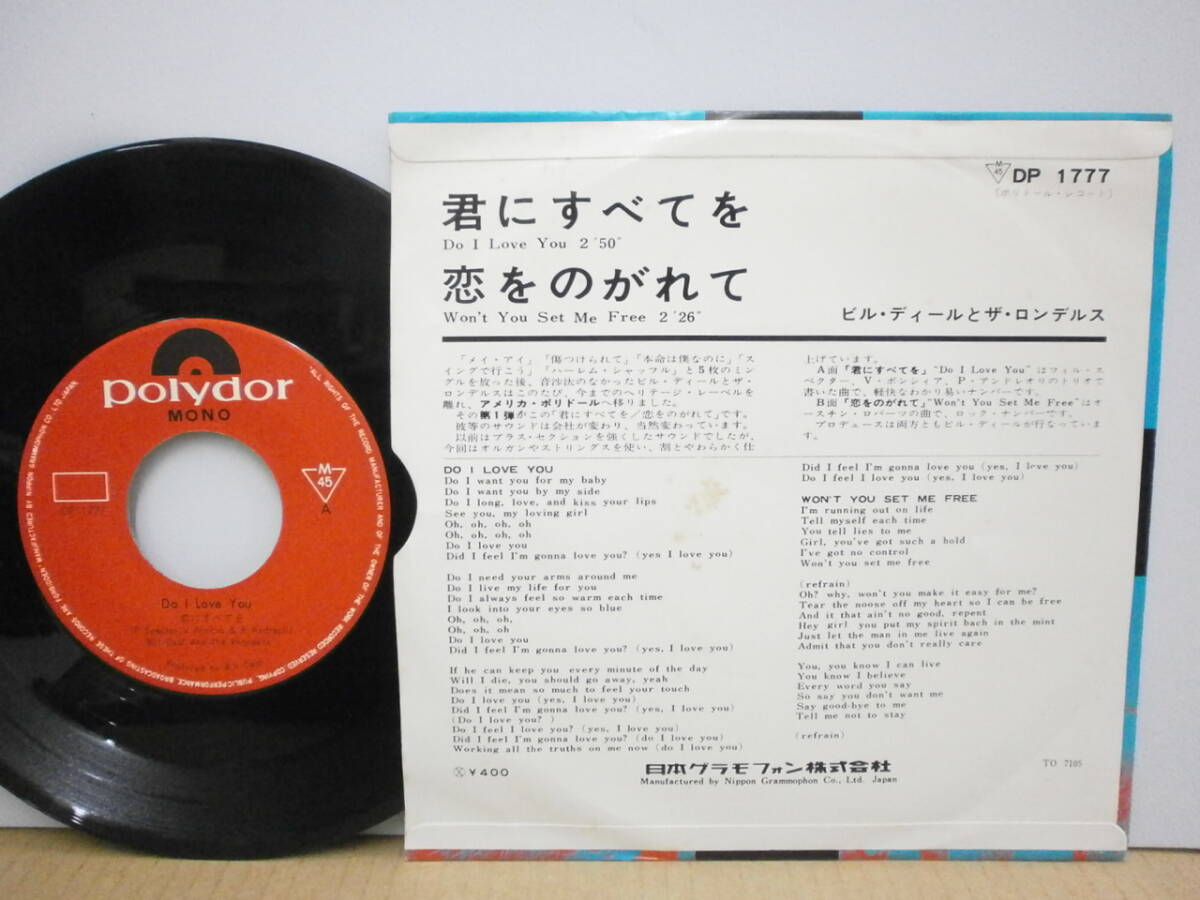 polydor
MONO
M
45
A
DP 1777
Do I Love You
M
45
DP 1777
[ポリドール・レコード]
君にすべてを
Do I Love You 2″50″
恋をのがれて
Won't You Set Me Free 2″26″
ビル・ディールとザ・ロンデルス
「メイ・アイ」「傷つけられて」「本命は僕なのに」「ス
イングで行こう」「ハーレム・シャッフル」と5枚のミン
グルを放った後、音沙汰のなかったビル・ディールとザ・
ロンデルスはこのたび、今までのヘリテージ・レーベルを
離れ、アメリカ・ポリドールへ移りました。
その第1弾がこの「君にすべてを/恋をのがれて」です。
彼等のサウンドは会社が変わり、当然変わっています。
以前はブラス・セクションを強くしたサウンドでしたが、
今回はオルガンやストリングスを使い、割とやわらかく仕
上げています。
A面「君にすべてを」"Do I Love You"はフィル・ス
ペクター、V・ポンシィア、P・アンドレオリのトリオで
書いた曲で、軽快なわかり易いナンバーです。
B面「恋をのがれて」"Won't You Set Me Free"はオ
ースチン・ロバーツの曲で、ロック・ナンバーです。
プロデュースは両方ともビル・ディールが行なっていま
す。
DO I LOVE YOU
Do I want you for my baby
Do I want you by my side
Do I long, love, and kiss your lips
See you, my loving girl
Oh, oh, oh, oh
Oh, oh, oh, oh
Do I love you
Did I feel I'm gonna love you? (yes I love you)
Do I need your arms around me
Do I live my life for you
Do I always feel so warm each time
I look into your eyes so blue
Oh, oh, oh,
Oh, oh, oh
Do I love you
Did I feel I'm gonna love you? (yes, I love you)
If he can keep you every minute of the day
Will I die, you should go away, yeah
Does it mean so much to feel your touch
Do I love you (yes, I love you)
Did I feel I'm gonna love you? (yes, I love you)
(Do I love you?)
Do I feel I love you? (yes, I love you)
Did I feel I'm gonna love you? (do I love you)
Working all the truths on me now (do I love you)
Did I feel I'm gonna love you (yes, I love you)
Do I feel I love you (yes, I love you)
WON'T YOU SET ME FREE
I'm running out on life
Tell myself each time
You tell lies to me
Girl, you've got such a hold
I've got no control
Won't you set me free
(refrain)
Oh? why, won't you make it easy for me?
Tear the noose off my heart so I can be free
And it that ain't no good, repent
Hey girl you put my spirit bach in the mint
Just let the man in me live again
Admit that you don't really care
You, you know I can live
You know I believe
Every word you say
So say you don't want me
Say good-bye to me
Tell me not to stay
(refrain)
Ⓧ¥400
日本グラモフォン株式会社
Manufactured by Nippon Grammophon Co., Ltd. Japan
TO 7105